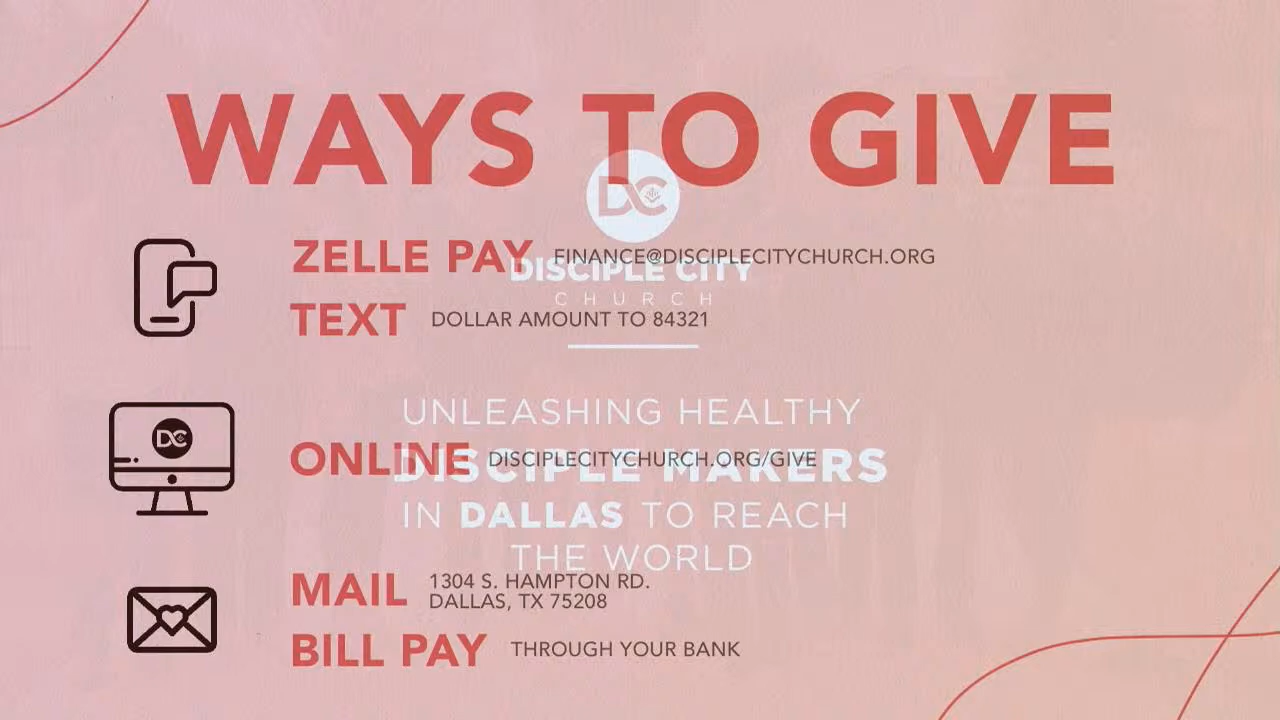 WAYS TO GIVE
DC
ZELLE PAY FINANCE@DISCIPLECITYCHURCH.ORG
DISCIPLE CITY
CHURCH
TEXT DOLLAR AMOUNT TO 84321
UNLEASHING HEALTHY
DC
ONLINE DISCIPLECITYCHURCH.ORG/GIVE
DISCIPLE MAKERS
IN DALLAS TO REACH
THE WORLD
MAIL 1304 S. HAMPTON RD.
DALLAS, TX 75208
BILL PAY THROUGH YOUR BANK